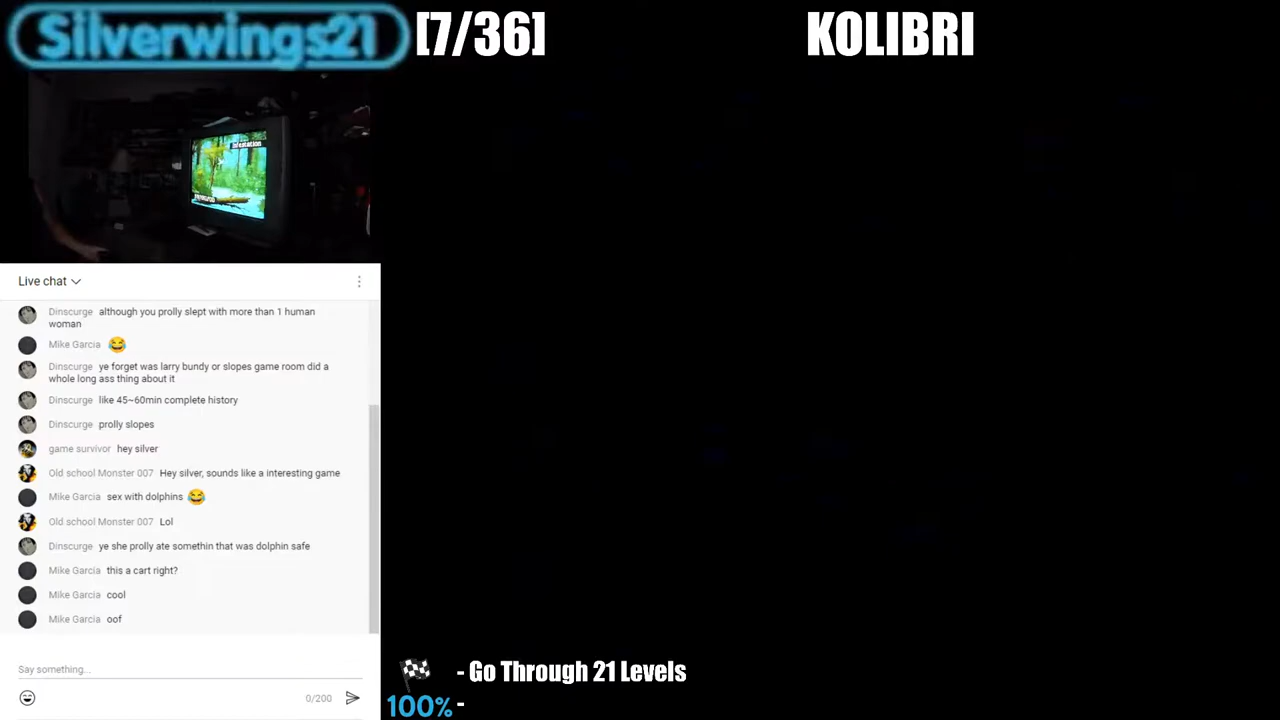 Silverwings21
[7/36]
KOLIBRI
Infestation
Live chat
Dinscurge although you prolly slept with more than 1 human
woman
Mike Garcia 😂
Dinscurge ye forget was larry bundy or slopes game room did a
whole long ass thing about it
Dinscurge like 45~60min complete history
Dinscurge prolly slopes
game survivor hey silver
Old school Monster 007 Hey silver, sounds like a interesting game
Mike Garcia sex with dolphins 😂
Old school Monster 007 Lol
Dinscurge ye she prolly ate somethin that was dolphin safe
Mike Garcia this a cart right?
Mike Garcia cool
Mike Garcia oof
Say something...
0/200
- Go Through 21 Levels
100% -